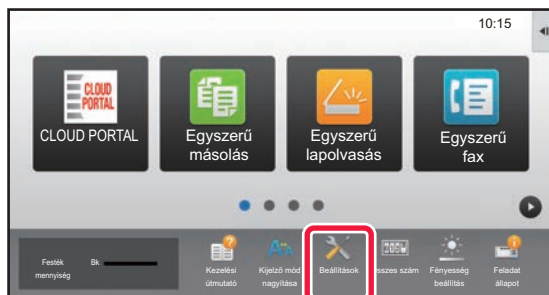 10:15
CLOUD
PORTAL
CLOUD PORTAL
Egyszerű
másolás
Egyszerű
lapolvasás
Egyszerű
fax
Festék
mennyiség
Bk
Kezelési
útmutató
Kijelző mód
nagyítása
Beállítások
sszes szám
Fényesség
beállítás
Feladat
állapot